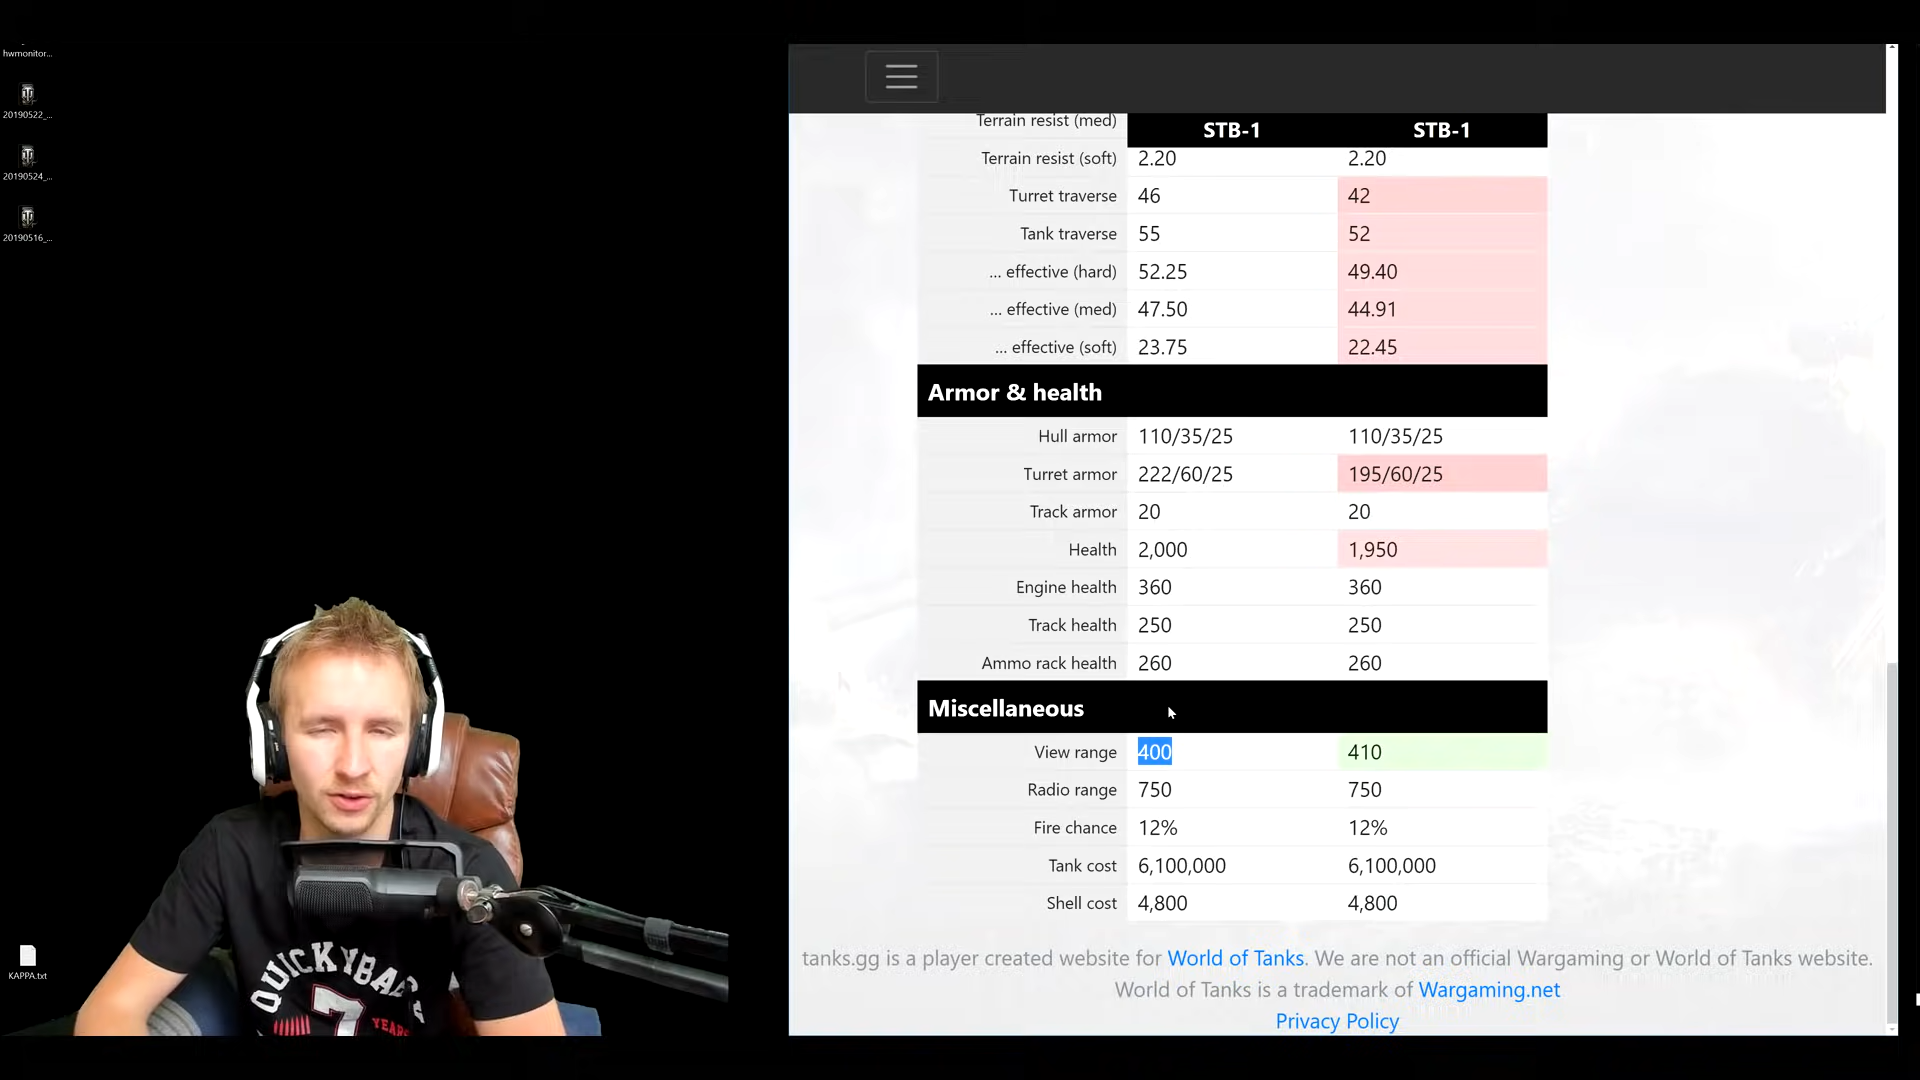 hwmonitor...
20190522_...
20190524_...
20190516_...
KAPPA.txt
QUICKYBABY
7
YEARS
STB-1 STB-1
Terrain resist (med)
Terrain resist (soft) 2.20 2.20
Turret traverse 46 42
Tank traverse 55 52
... effective (hard) 52.25 49.40
... effective (med) 47.50 44.91
... effective (soft) 23.75 22.45
Armor & health
Hull armor 110/35/25 110/35/25
Turret armor 222/60/25 195/60/25
Track armor 20 20
Health 2,000 1,950
Engine health 360 360
Track health 250 250
Ammo rack health 260 260
Miscellaneous
View range 400 410
Radio range 750 750
Fire chance 12% 12%
Tank cost 6,100,000 6,100,000
Shell cost 4,800 4,800
tanks.gg is a player created website for World of Tanks. We are not an official Wargaming or World of Tanks website.
World of Tanks is a trademark of Wargaming.net
Privacy Policy